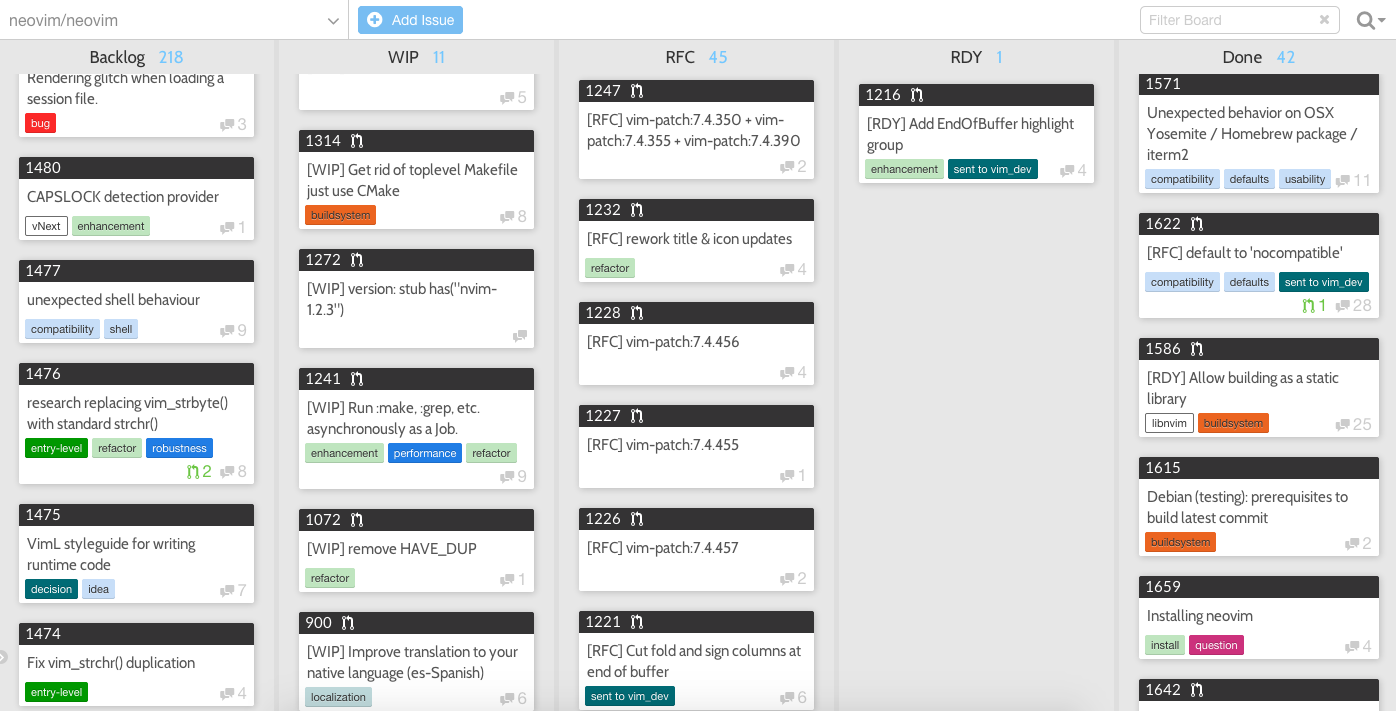 neovim/neovim
Add Issue
Filter Board
Backlog 218
Rendering glitch when loading a
session file.
bug
3
1480
CAPSLOCK detection provider
vNext enhancement
1
1477
unexpected shell behaviour
compatibility shell
9
1476
research replacing vim_strbyte()
with standard strchr()
entry-level refactor robustness
2 8
1475
VimL styleguide for writing
runtime code
decision idea
7
1474
Fix vim_strchr() duplication
entry-level
4
WIP 11
5
1314
[WIP] Get rid of toplevel Makefile
just use CMake
buildsystem
8
1272
[WIP] version: stub has("nvim-
1.2.3")
1241
[WIP] Run :make, :grep, etc.
asynchronously as a Job.
enhancement performance refactor
9
1072
[WIP] remove HAVE_DUP
refactor
1
900
[WIP] Improve translation to your
native language (es-Spanish)
localization
6
RFC 45
1247
[RFC] vim-patch:7.4.350 + vim-
patch:7.4.355 + vim-patch:7.4.390
2
1232
[RFC] rework title & icon updates
refactor
4
1228
[RFC] vim-patch:7.4.456
4
1227
[RFC] vim-patch:7.4.455
1
1226
[RFC] vim-patch:7.4.457
2
1221
[RFC] Cut fold and sign columns at
end of buffer
sent to vim_dev
6
RDY 1
1216
[RDY] Add EndOfBuffer highlight
group
enhancement sent to vim_dev
4
Done 42
1571
Unexpected behavior on OSX
Yosemite / Homebrew package /
iterm2
compatibility defaults usability
11
1622
[RFC] default to 'nocompatible'
compatibility defaults sent to vim_dev
1 28
1586
[RDY] Allow building as a static
library
libnvim buildsystem
25
1615
Debian (testing): prerequisites to
build latest commit
buildsystem
2
1659
Installing neovim
install question
4
1642